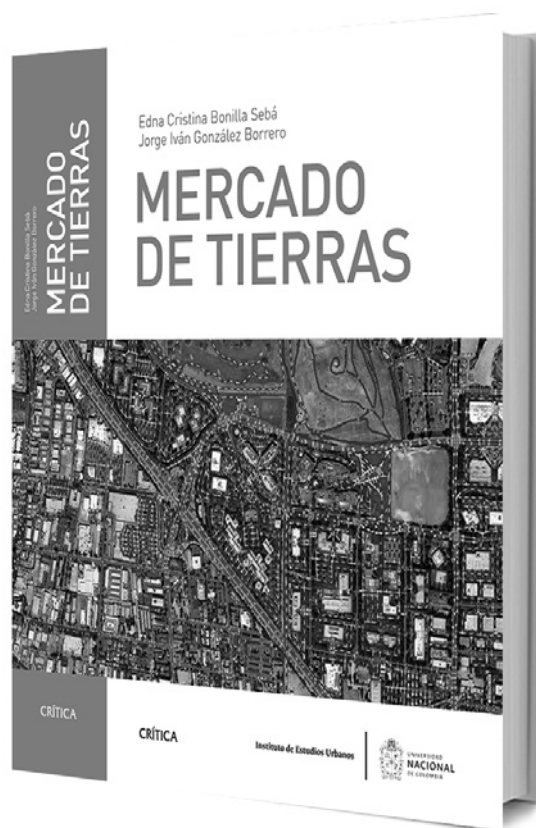 Edna Cristina Bonilla Sebá
Jorge Iván González Borrero
MERCADO
DE TIERRAS
CRÍTICA
Edna Cristina Bonilla Sebá
Jorge Iván González Borrero
MERCADO
DE TIERRAS
CRÍTICA
Instituto de Estudios Urbanos
UNIVERSIDAD
NACIONAL
DE COLOMBIA